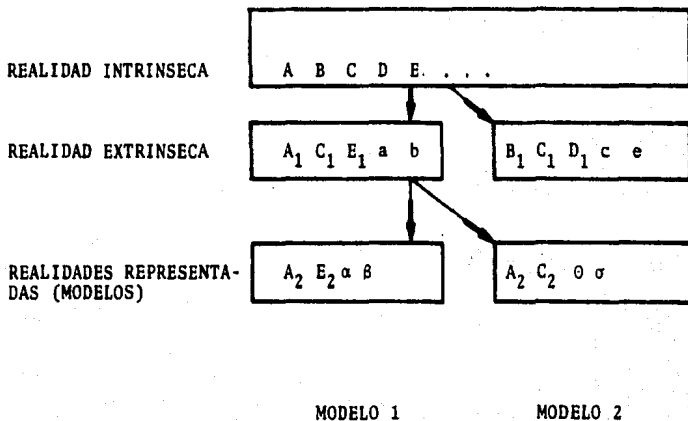 REALIDAD INTRINSECA A B C D E . . .
REALIDAD EXTRINSECA A₁ C₁ E₁ a b B₁ C₁ D₁ c e
REALIDADES REPRESENTA- A₂ E₂ α β A₂ C₂ Θ σ
DAS (MODELOS)
MODELO 1 MODELO 2